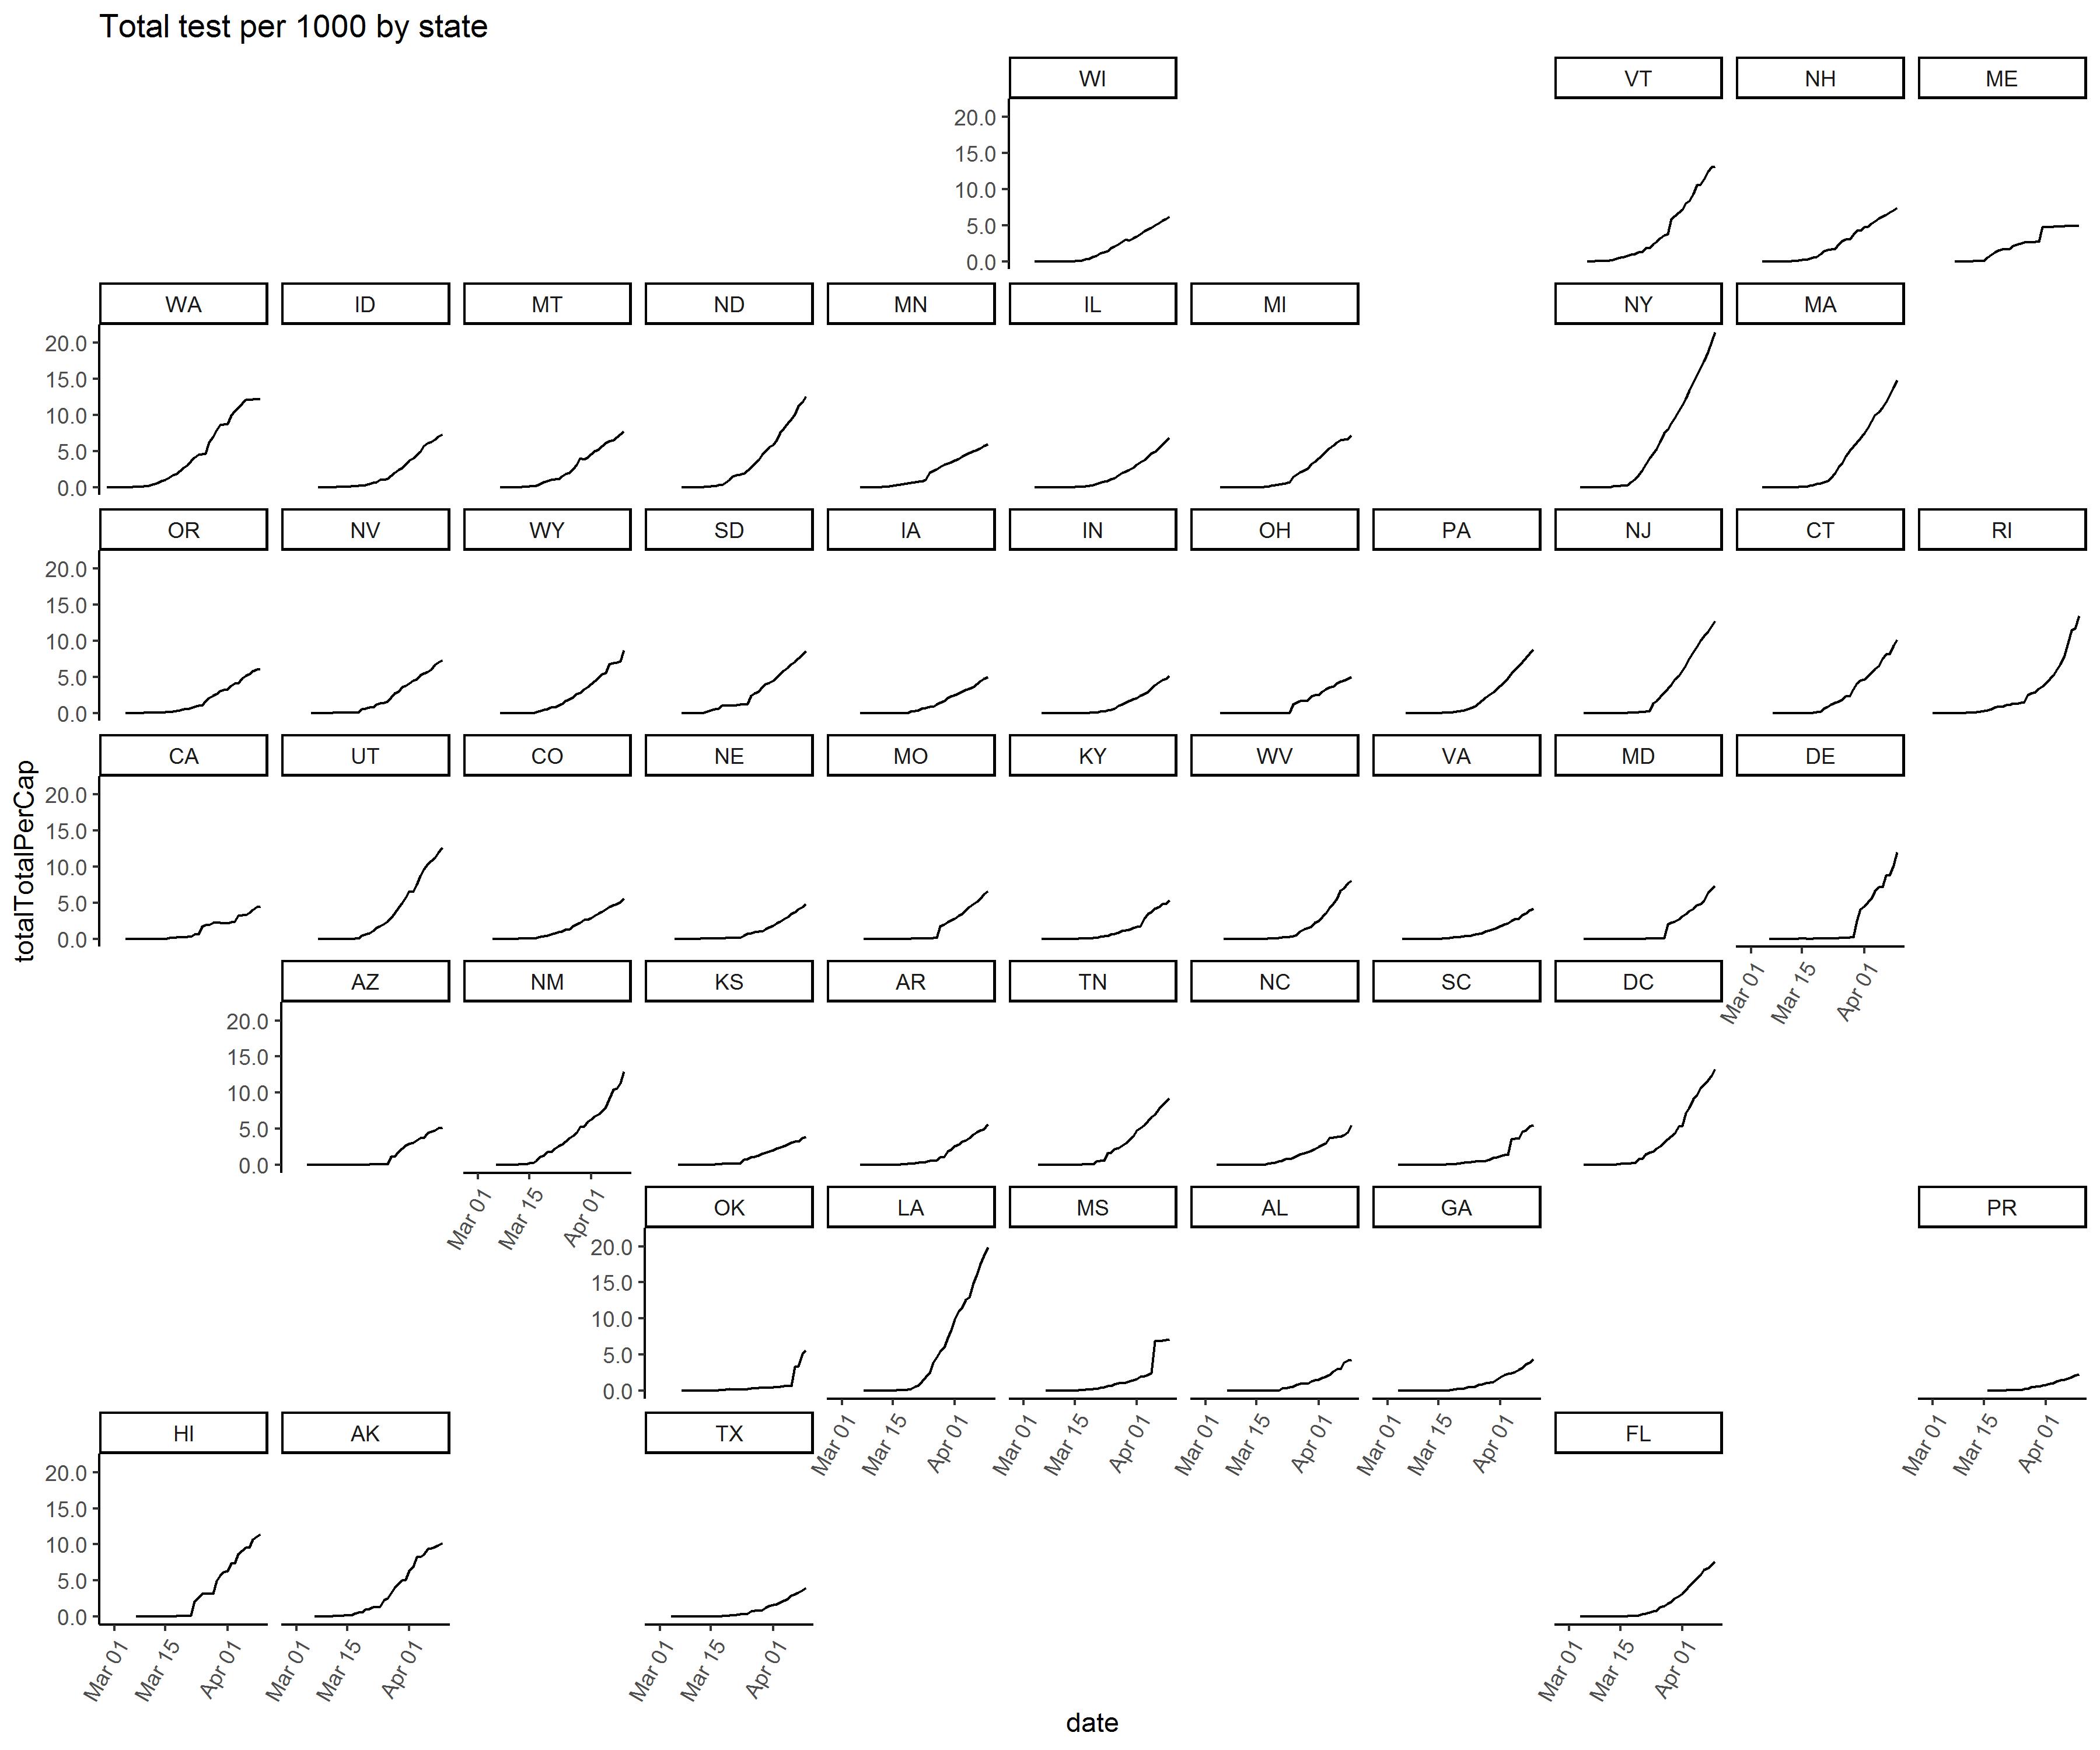 Total test per 1000 by state
WI VT NH ME
20.0
15.0
10.0
5.0
0.0
WA ID MT ND MN IL MI NY MA
20.0
15.0
10.0
5.0
0.0
OR NV WY SD IA IN OH PA NJ CT RI
20.0
15.0
10.0
5.0
0.0
CA UT CO NE MO KY WV VA MD DE
20.0
15.0
10.0
5.0
0.0
Mar 01 Mar 15 Apr 01
AZ NM KS AR TN NC SC DC
20.0
15.0
10.0
5.0
0.0
Mar 01 Mar 15 Apr 01
OK LA MS AL GA PR
20.0
15.0
10.0
5.0
0.0
Mar 01 Mar 15 Apr 01 Mar 01 Mar 15 Apr 01 Mar 01 Mar 15 Apr 01 Mar 01 Mar 15 Apr 01 Mar 01 Mar 15 Apr 01
HI AK TX FL
20.0
15.0
10.0
5.0
0.0
Mar 01 Mar 15 Apr 01 Mar 01 Mar 15 Apr 01 Mar 01 Mar 15 Apr 01 Mar 01 Mar 15 Apr 01
totalTotalPerCap
date